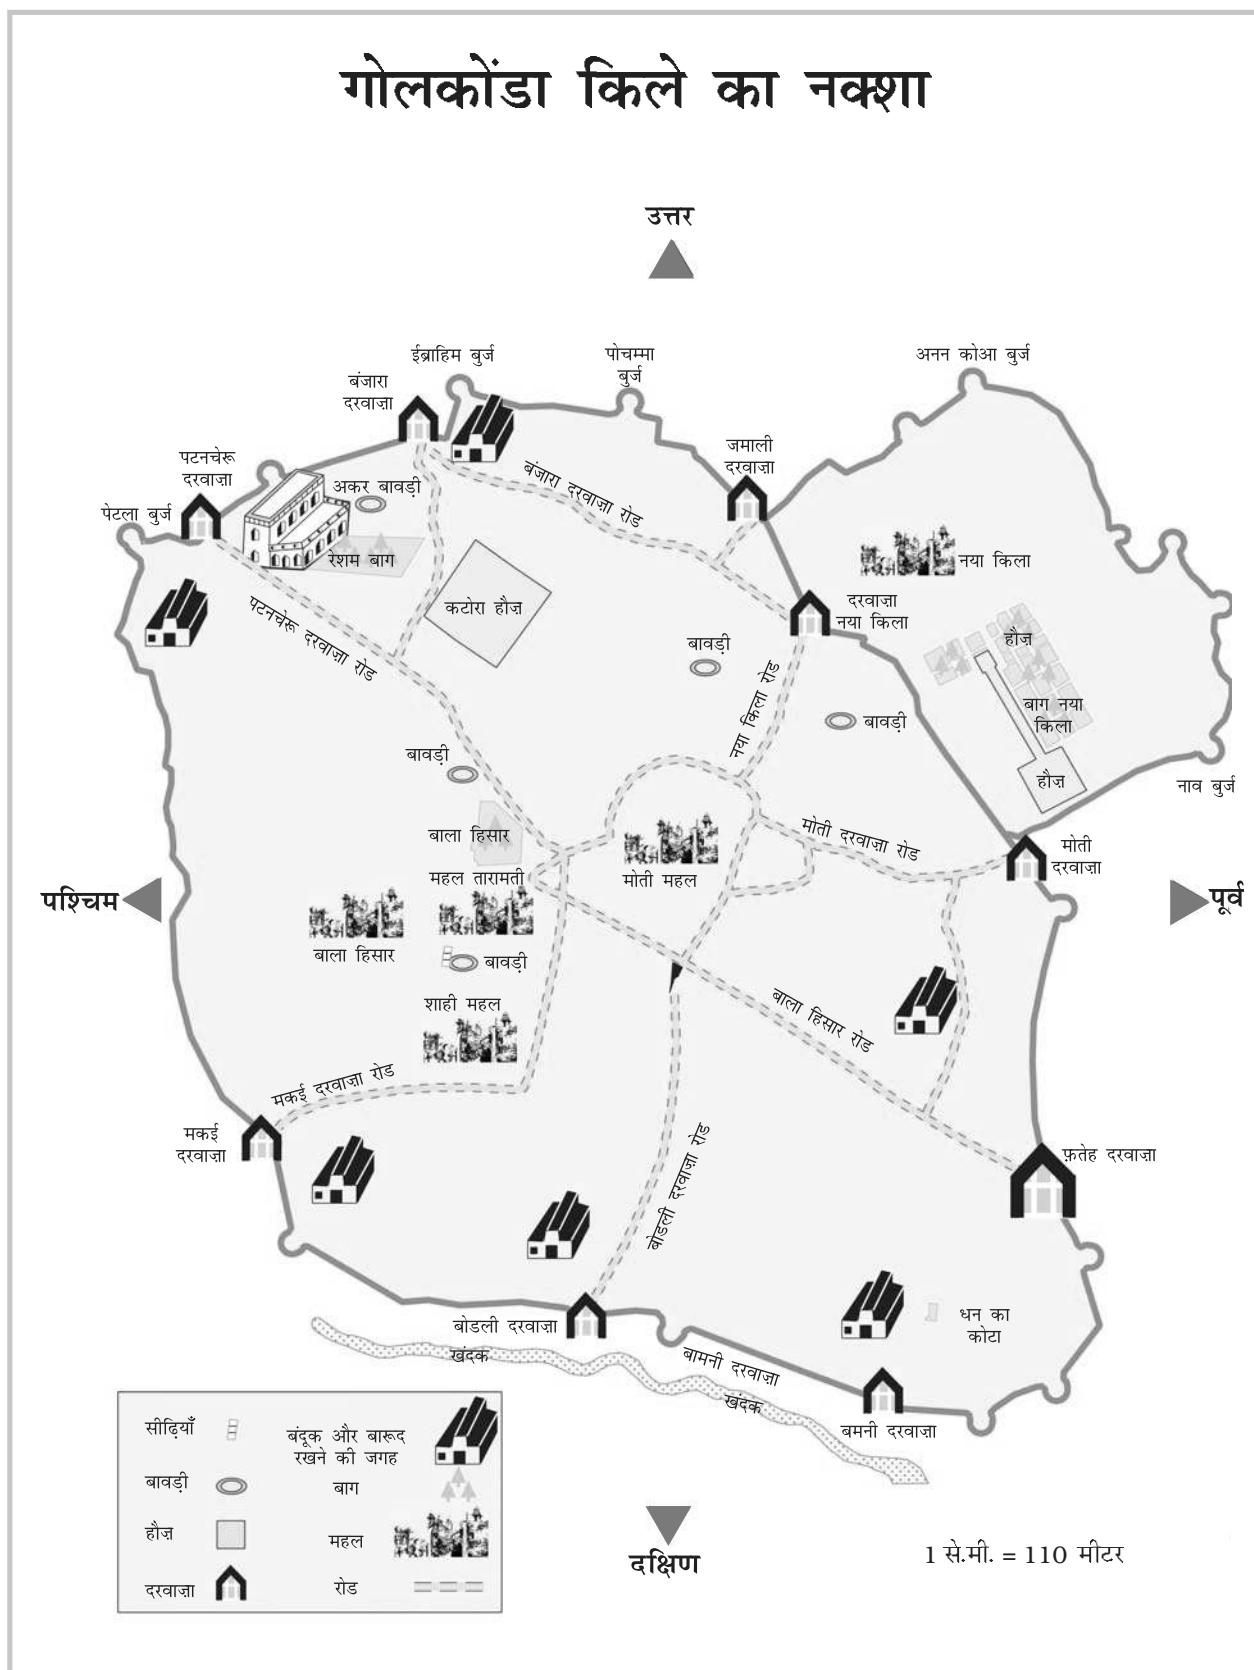 गोलकोंडा किले का नक्शा
उत्तर
ईब्राहिम बुर्ज
पोचम्मा
बुर्ज
अनन कोआ बुर्ज
बंजारा
दरवाज़ा
जमाली
दरवाज़ा
पटनचेरू
दरवाज़ा
पेटला बुर्ज
अकर बावड़ी
बंजारा दरवाज़ा रोड
रेशम बाग
नया किला
कटोरा हौज़
दरवाज़ा
नया किला
पटनचेरू दरवाज़ा रोड
बावड़ी
हौज़
नया किला रोड
बाग नया
किला
बावड़ी
बावड़ी
हौज़
नाव बुर्ज
बाला हिसार
मोती दरवाज़ा रोड
मोती
दरवाज़ा
महल तारामती
मोती महल
पश्चिम
पूर्व
बाला हिसार
बावड़ी
शाही महल
बाला हिसार रोड
मकई दरवाज़ा रोड
मकई
दरवाज़ा
फ़तेह दरवाज़ा
बोडली दरवाज़ा रोड
धन का
कोटा
बोडली दरवाज़ा
खंदक
बामनी दरवाज़ा
खंदक
बमनी दरवाज़ा
सीढ़ियाँ
बंदूक और बारूद
रखने की जगह
बावड़ी
बाग
हौज़
महल
दरवाज़ा
रोड
दक्षिण
1 से.मी. = 110 मीटर